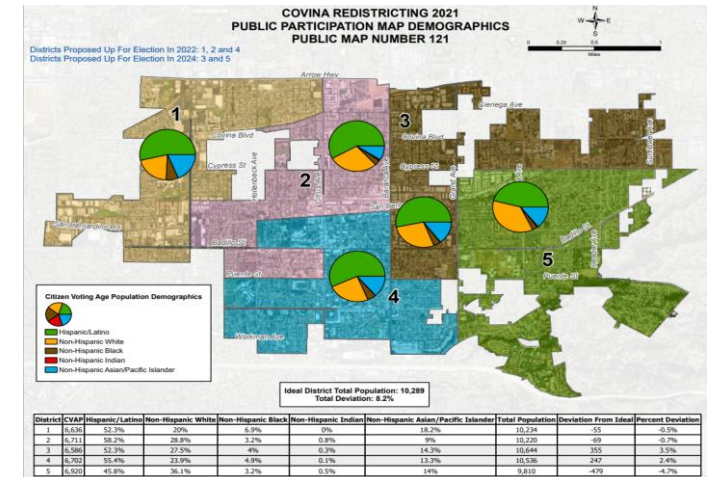 COVINA REDISTRICTING 2021
PUBLIC PARTICIPATION MAP DEMOGRAPHICS
PUBLIC MAP NUMBER 121
Districts Proposed Up For Election In 2022: 1, 2 and 4
Districts Proposed Up For Election In 2024: 3 and 5
N
W E
S
0 0.25 0.5 1
Miles
Arrow Hwy
1
3
Cienega Ave
Covina Blvd
Covina Blvd
Cypress St
Hollenbeck Ave
2
Cypress St
Badillo St
Badillo St
5
Puente St
Puente St
4
Workman Ave
Citizen Voting Age Population Demographics
Hispanic/Latino
Non-Hispanic White
Non-Hispanic Black
Non-Hispanic Indian
Non-Hispanic Asian/Pacific Islander
Ideal District Total Population: 10,289
Total Deviation: 8.2%
District CVAP Hispanic/Latino Non-Hispanic White Non-Hispanic Black Non-Hispanic Indian Non-Hispanic Asian/Pacific Islander Total Population Deviation From Ideal Percent Deviation
1 6,636 52.3% 20% 6.9% 0% 18.2% 10,234 -55 -0.5%
2 6,711 58.2% 28.8% 3.2% 0.8% 9% 10,220 -69 -0.7%
3 6,586 52.3% 27.5% 4% 0.3% 14.3% 10,644 355 3.5%
4 6,702 55.4% 23.9% 4.9% 0.1% 13.3% 10,536 247 2.4%
5 6,920 45.8% 36.1% 3.2% 0.5% 14% 9,810 -479 -4.7%